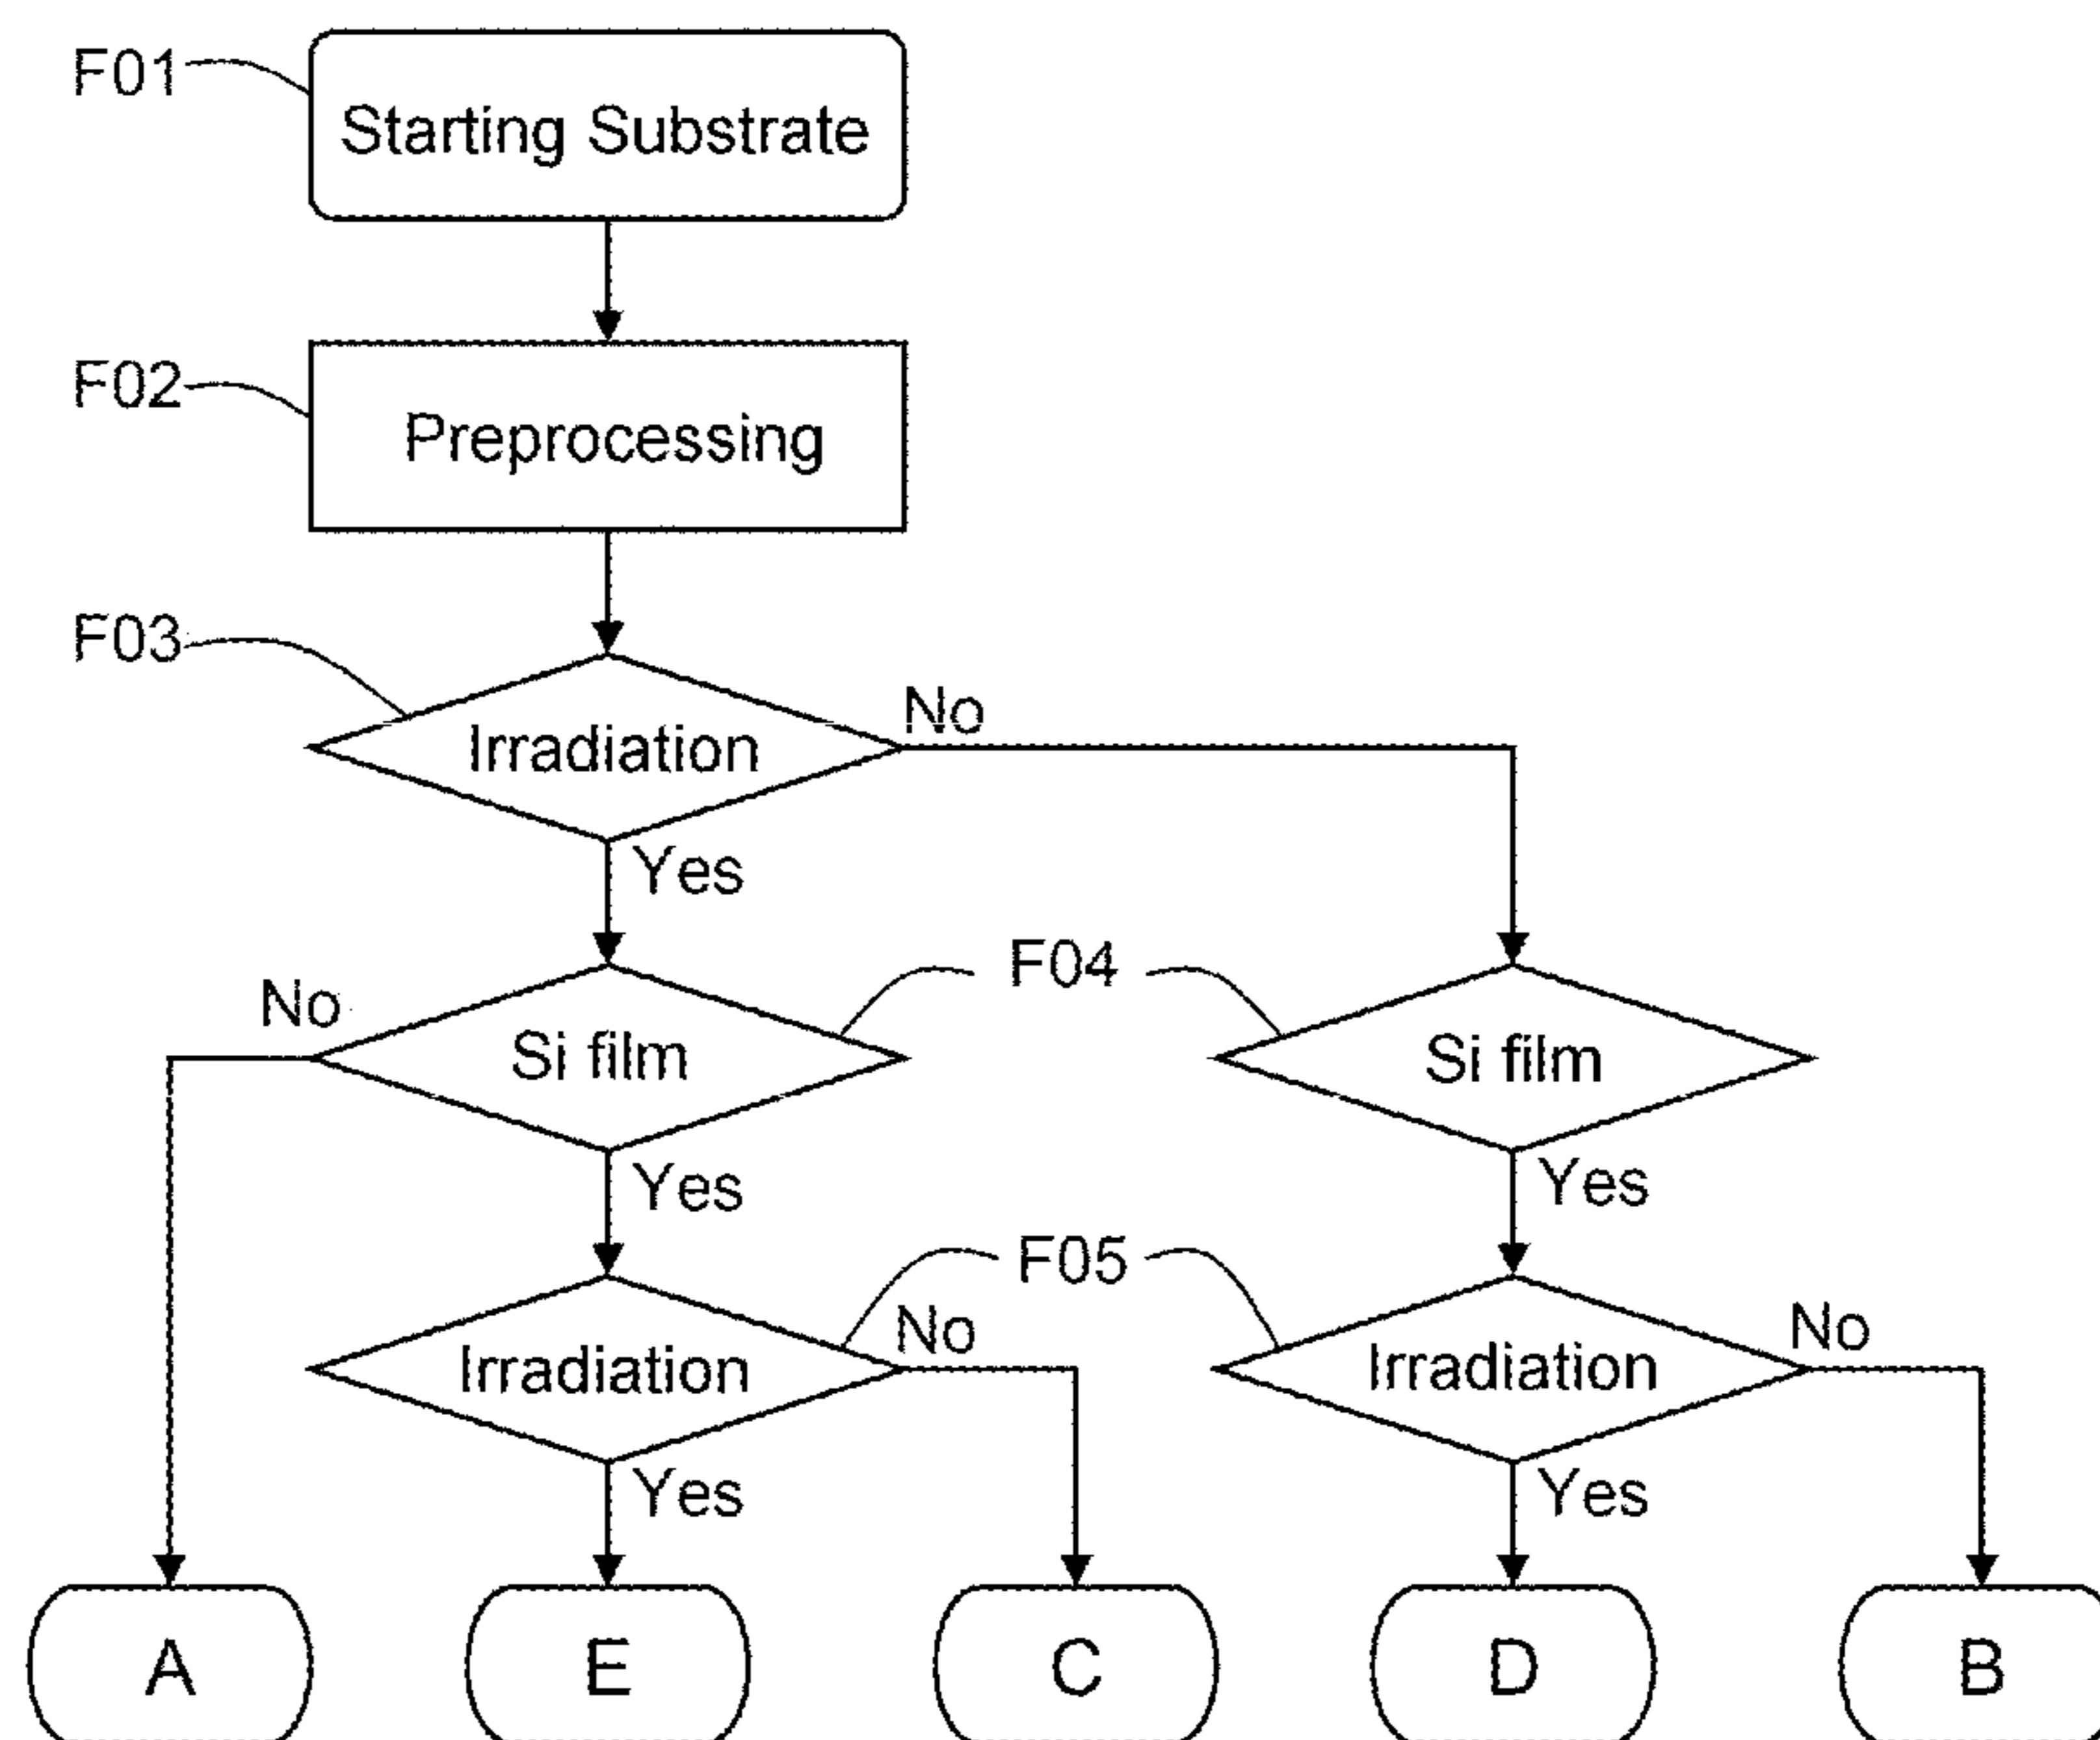 F01
Starting Substrate
F02
Preprocessing
F03
Irradiation
No
Yes
F04
No
Si film
Si film
Yes
Yes
F05
No
No
Irradiation
Irradiation
Yes
Yes
A
E
C
D
B